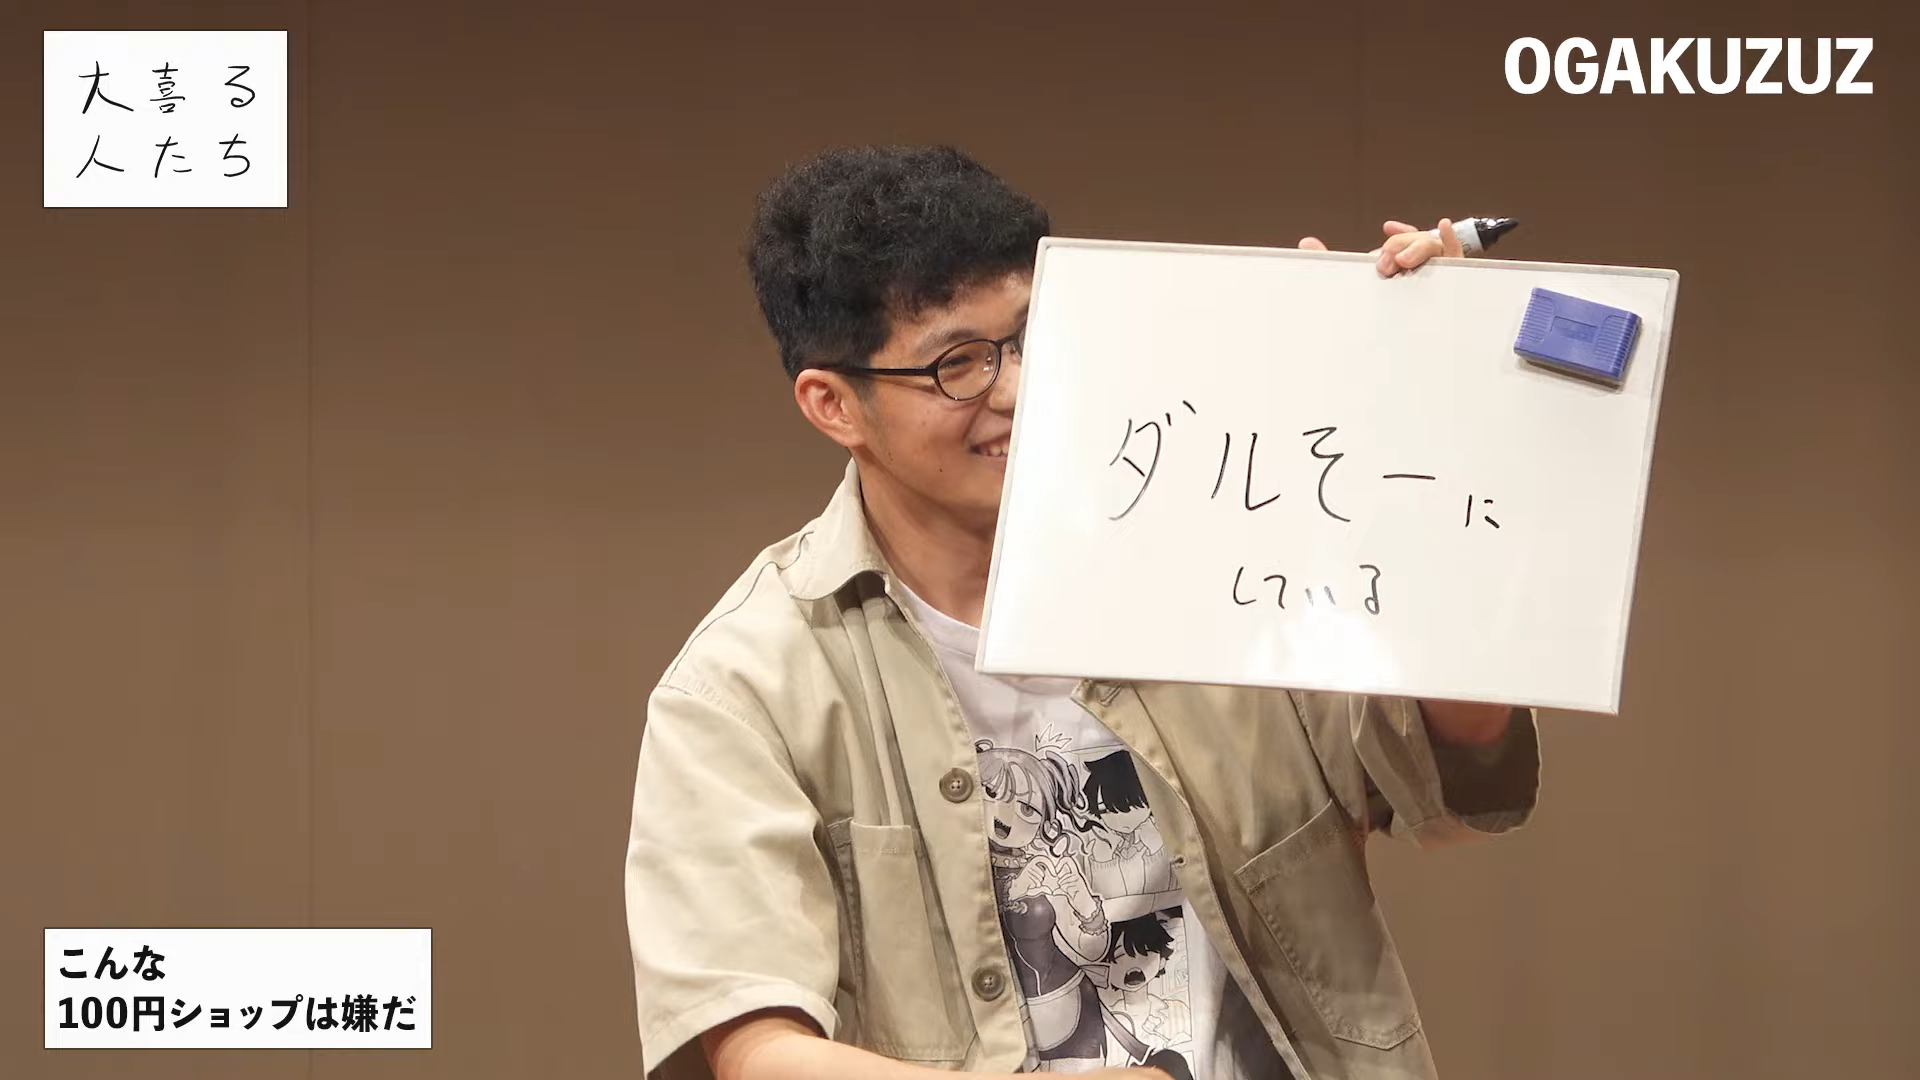 大喜る
人たち
OGAKUZUZ
ダルそーに
している
こんな
100円ショップは嫌だ